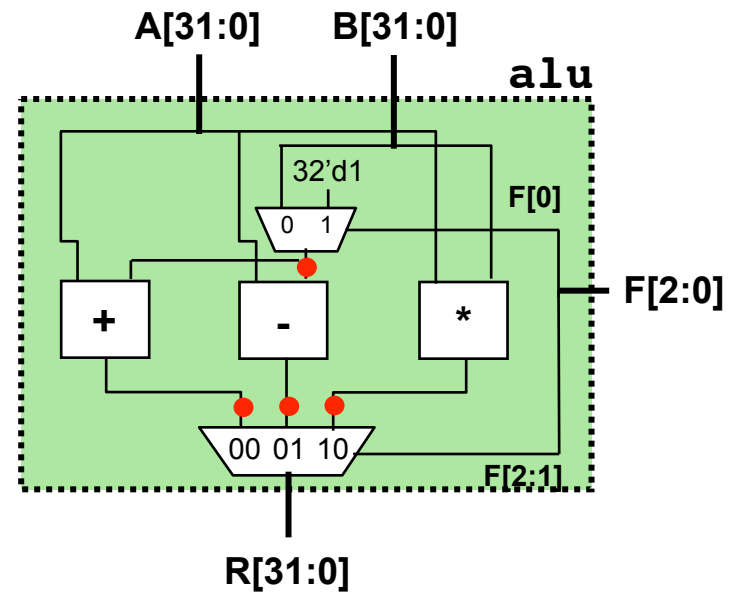 A[31:0] B[31:0]
alu
32’d1
F[0]
0 1
F[2:0]
+ - *
00 01 10
F[2:1]
R[31:0]